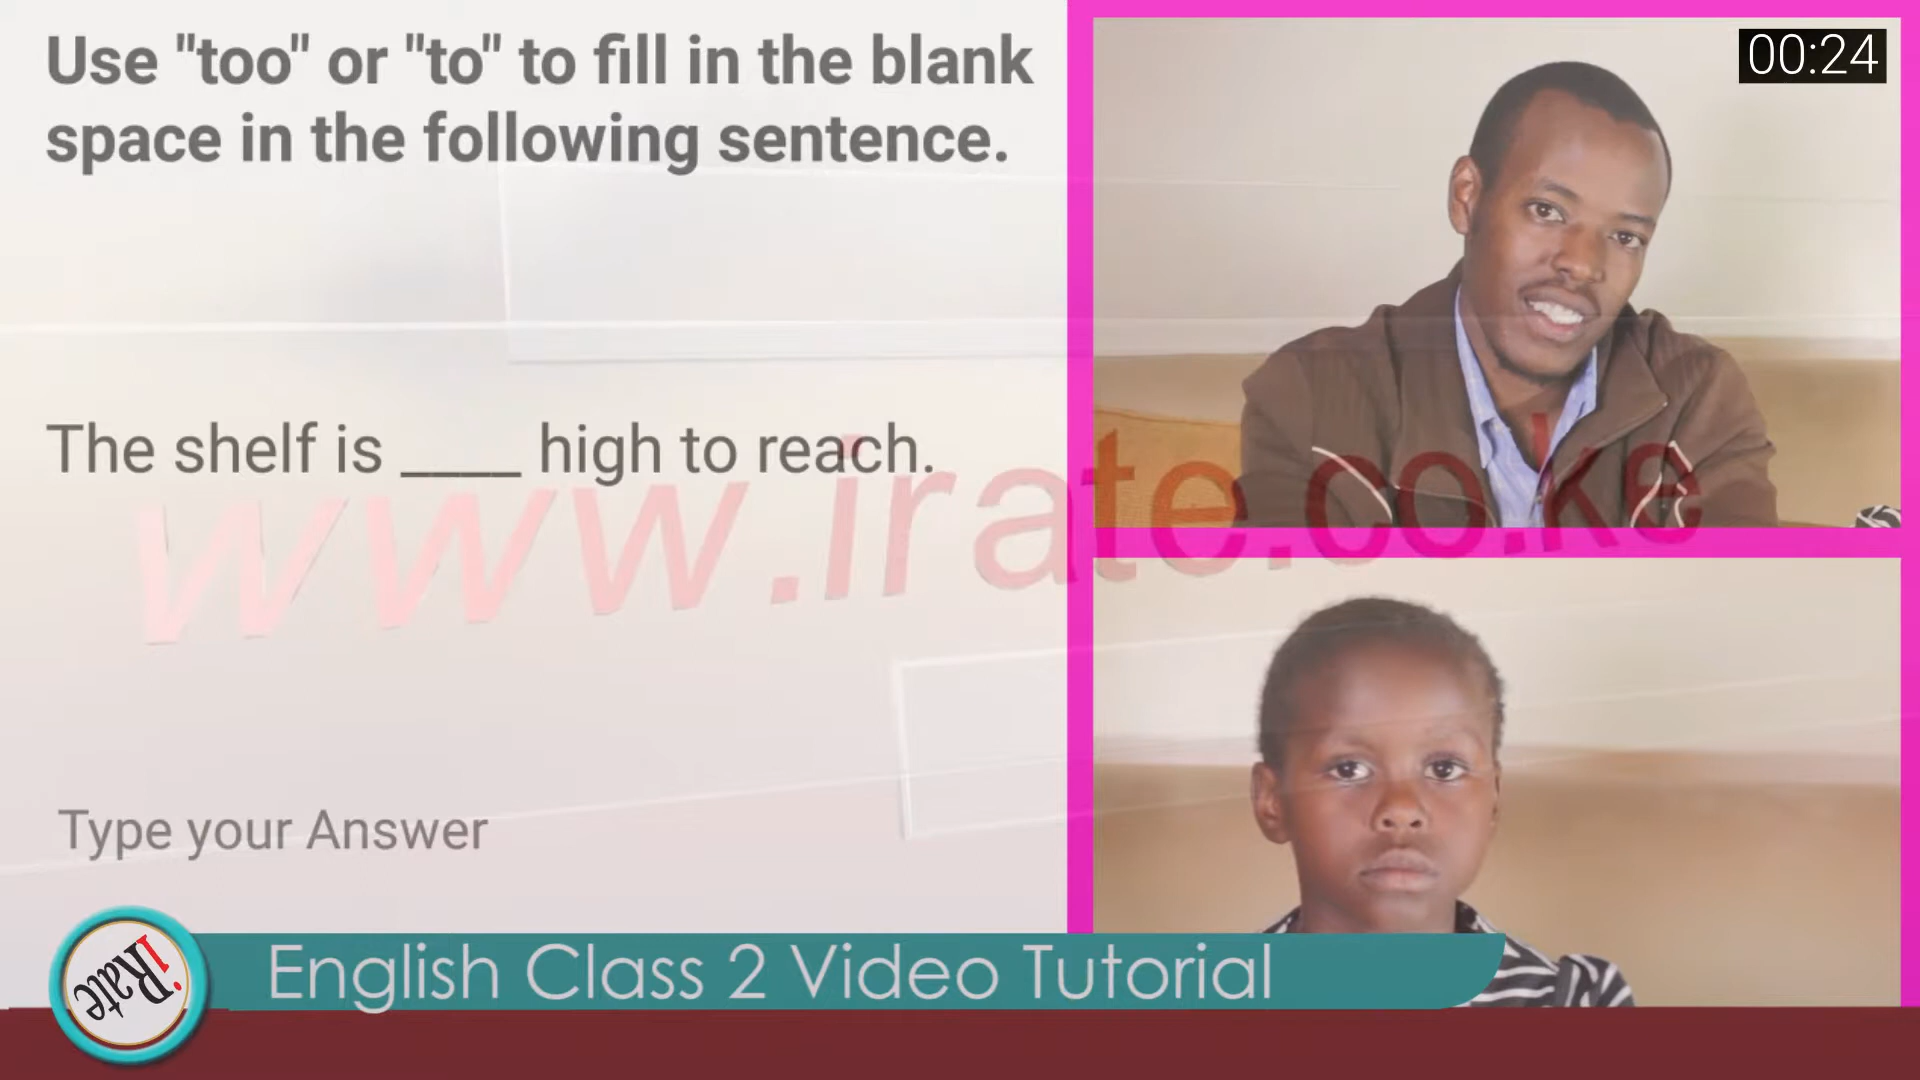 Use "too" or "to" to fill in the blank
space in the following sentence.
00:24
The shelf is ____ high to reach.
www.irate.co.ke
Type your Answer
iRate
English Class 2 Video Tutorial